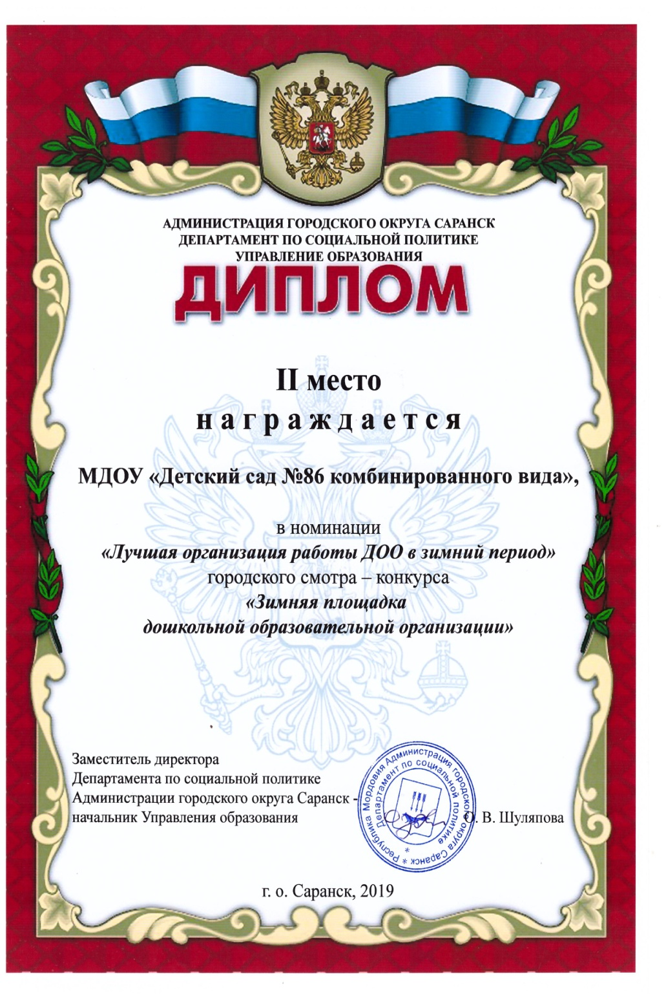 АДМИНИСТРАЦИЯ ГОРОДСКОГО ОКРУГА САРАНСК
ДЕПАРТАМЕНТ ПО СОЦИАЛЬНОЙ ПОЛИТИКЕ
УПРАВЛЕНИЕ ОБРАЗОВАНИЯ
ДИПЛОМ
II место
н а г р а ж д а е т с я
МДОУ «Детский сад №86 комбинированного вида»,
в номинации
«Лучшая организация работы ДОО в зимний период»
городского смотра – конкурса
«Зимняя площадка
дошкольной образовательной организации»
Заместитель директора
Департамента по социальной политике
Администрации городского округа Саранск -
начальник Управления образования
О. В. Шуляпова
Республика Мордовия Администрация городского округа Саранск *
Департамент по социальной политике *
г. о. Саранск, 2019